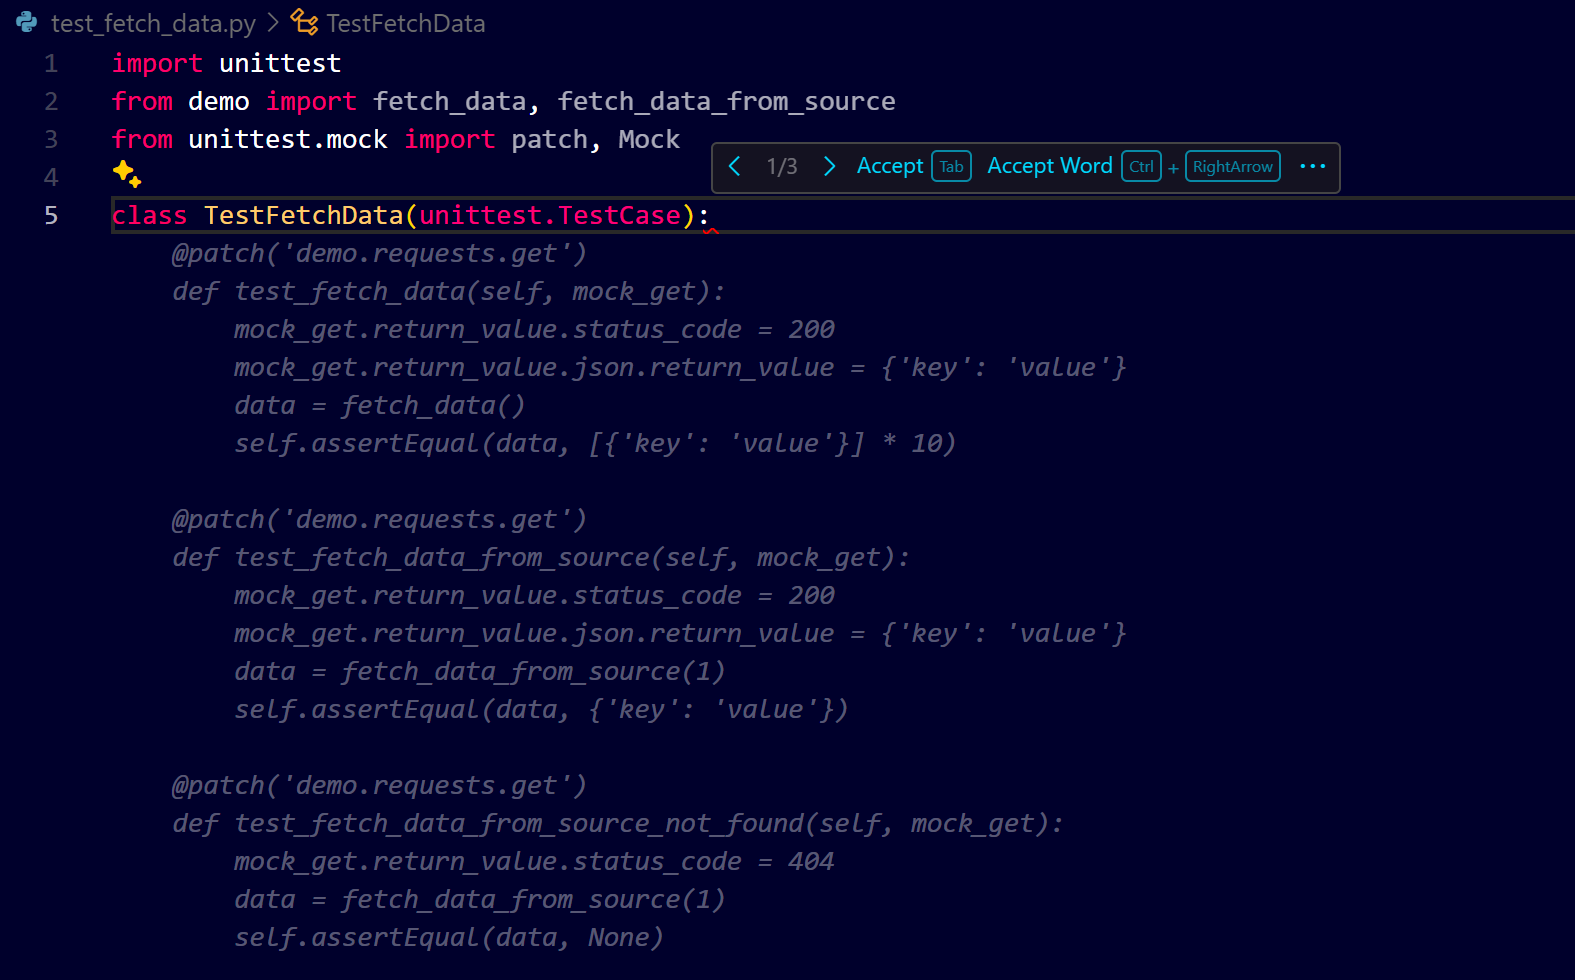 test_fetch_data.py > TestFetchData
1 import unittest
2 from demo import fetch_data, fetch_data_from_source
3 from unittest.mock import patch, Mock
1/3 Accept Tab Accept Word Ctrl + RightArrow ...
4
5 class TestFetchData(unittest.TestCase):
@patch('demo.requests.get')
def test_fetch_data(self, mock_get):
mock_get.return_value.status_code = 200
mock_get.return_value.json.return_value = {'key': 'value'}
data = fetch_data()
self.assertEqual(data, [{'key': 'value'}] * 10)
@patch('demo.requests.get')
def test_fetch_data_from_source(self, mock_get):
mock_get.return_value.status_code = 200
mock_get.return_value.json.return_value = {'key': 'value'}
data = fetch_data_from_source(1)
self.assertEqual(data, {'key': 'value'})
@patch('demo.requests.get')
def test_fetch_data_from_source_not_found(self, mock_get):
mock_get.return_value.status_code = 404
data = fetch_data_from_source(1)
self.assertEqual(data, None)